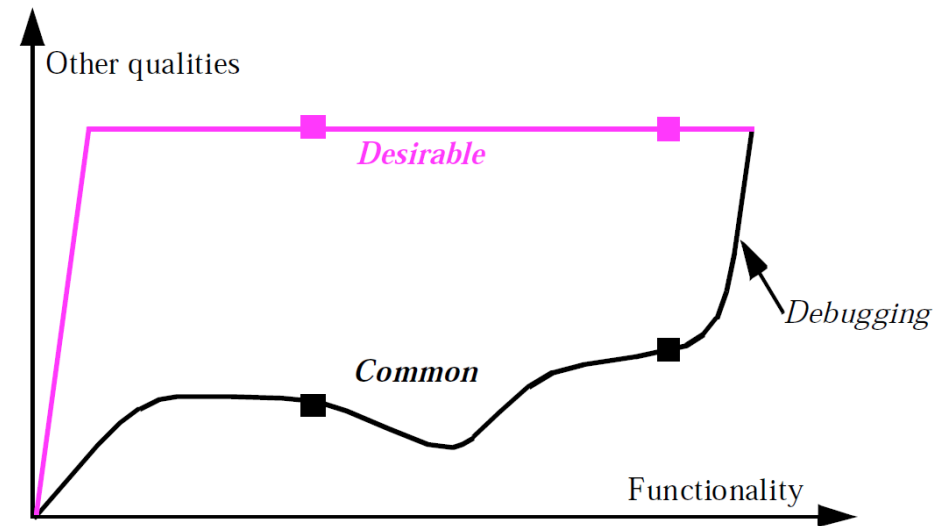 Other qualities
Desirable
Debugging
Common
Functionality